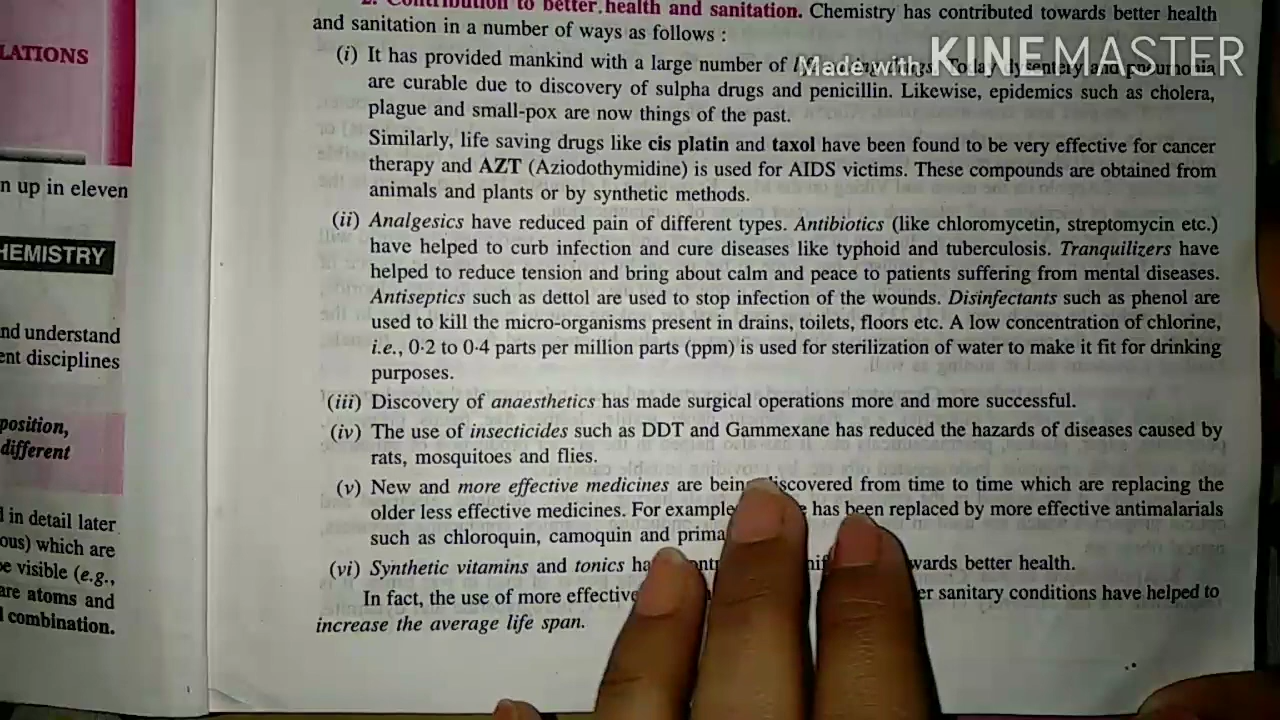 LATIONS
n up in eleven
HEMISTRY
nd understand
ent disciplines
position,
different
l in detail later
ous) which are
be visible (e.g.,
are atoms and
l combination.
2. Contribution to better health and sanitation. Chemistry has contributed towards better health
and sanitation in a number of ways as follows :
(i) It has provided mankind with a large number of
Made with KINEMASTER
are curable due to discovery of sulpha drugs and penicillin. Likewise, epidemics such as cholera,
plague and small-pox are now things of the past.
Similarly, life saving drugs like cis platin and taxol have been found to be very effective for cancer
therapy and AZT (Aziodothymidine) is used for AIDS victims. These compounds are obtained from
animals and plants or by synthetic methods.
(ii) Analgesics have reduced pain of different types. Antibiotics (like chloromycetin, streptomycin etc.)
have helped to curb infection and cure diseases like typhoid and tuberculosis. Tranquilizers have
helped to reduce tension and bring about calm and peace to patients suffering from mental diseases.
Antiseptics such as dettol are used to stop infection of the wounds. Disinfectants such as phenol are
used to kill the micro-organisms present in drains, toilets, floors etc. A low concentration of chlorine,
i.e., 0·2 to 0·4 parts per million parts (ppm) is used for sterilization of water to make it fit for drinking
purposes.
(iii) Discovery of anaesthetics has made surgical operations more and more successful.
(iv) The use of insecticides such as DDT and Gammexane has reduced the hazards of diseases caused by
rats, mosquitoes and flies.
(v) New and more effective medicines are being discovered from time to time which are replacing the
older less effective medicines. For example has been replaced by more effective antimalarials
such as chloroquin, camoquin and prima
(vi) Synthetic vitamins and tonics ha wards better health.
In fact, the use of more effective er sanitary conditions have helped to
increase the average life span.